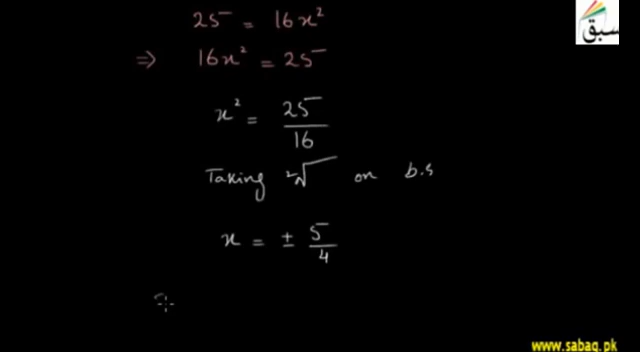 سبق
25 = 16x²
⇒ 16x² = 25
x² = 25/16
Taking ²√ on b.s
x = ± 5/4
www.sabaq.pk